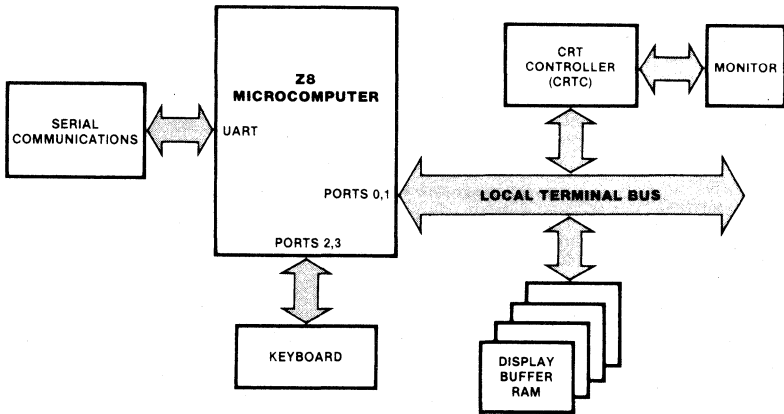 Z8
MICROCOMPUTER
CRT
CONTROLLER
(CRTC)
MONITOR
SERIAL
COMMUNICATIONS
UART
PORTS 0,1
LOCAL TERMINAL BUS
PORTS 2,3
KEYBOARD
DISPLAY
BUFFER
RAM